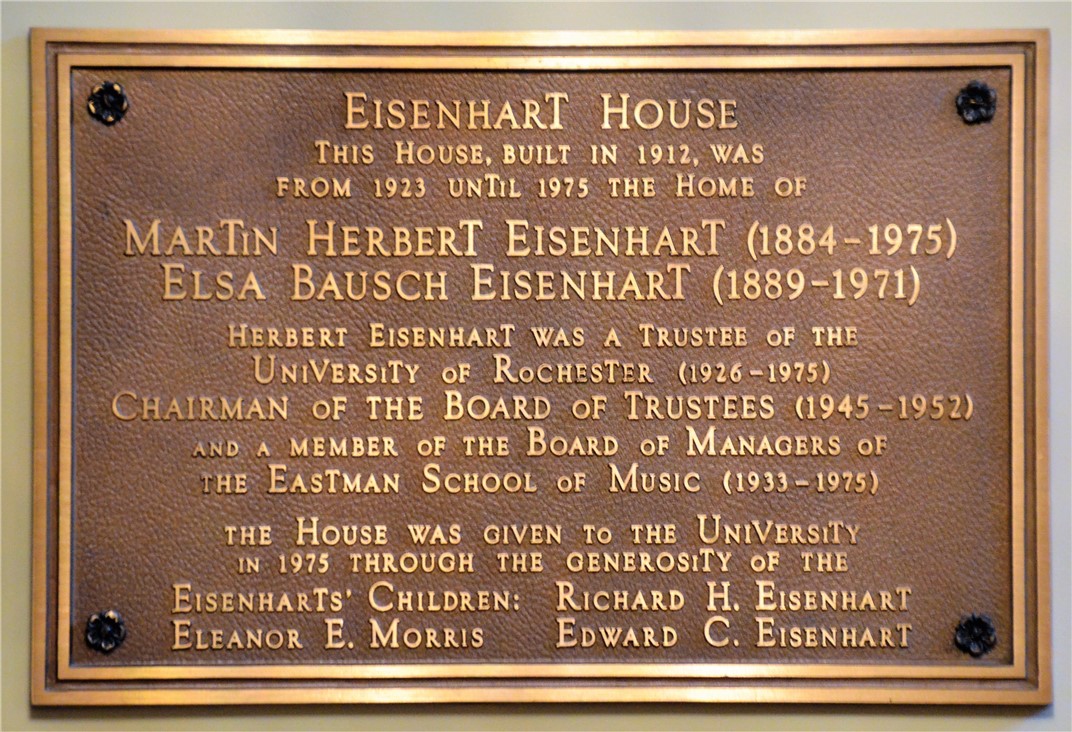 EISENHART HOUSE
THIS HOUSE, BUILT IN 1912, WAS
FROM 1923 UNTIL 1975 THE HOME OF
MARTIN HERBERT EISENHART (1884-1975)
ELSA BAUSCH EISENHART (1889-1971)
HERBERT EISENHART WAS A TRUSTEE OF THE
UNIVERSITY OF ROCHESTER (1926-1975)
CHAIRMAN OF THE BOARD OF TRUSTEES (1945-1952)
AND A MEMBER OF THE BOARD OF MANAGERS OF
THE EASTMAN SCHOOL OF MUSIC (1933-1975)
THE HOUSE WAS GIVEN TO THE UNIVERSITY
IN 1975 THROUGH THE GENEROSITY OF THE
EISENHARTS' CHILDREN: RICHARD H. EISENHART
ELEANOR E. MORRIS EDWARD C. EISENHART